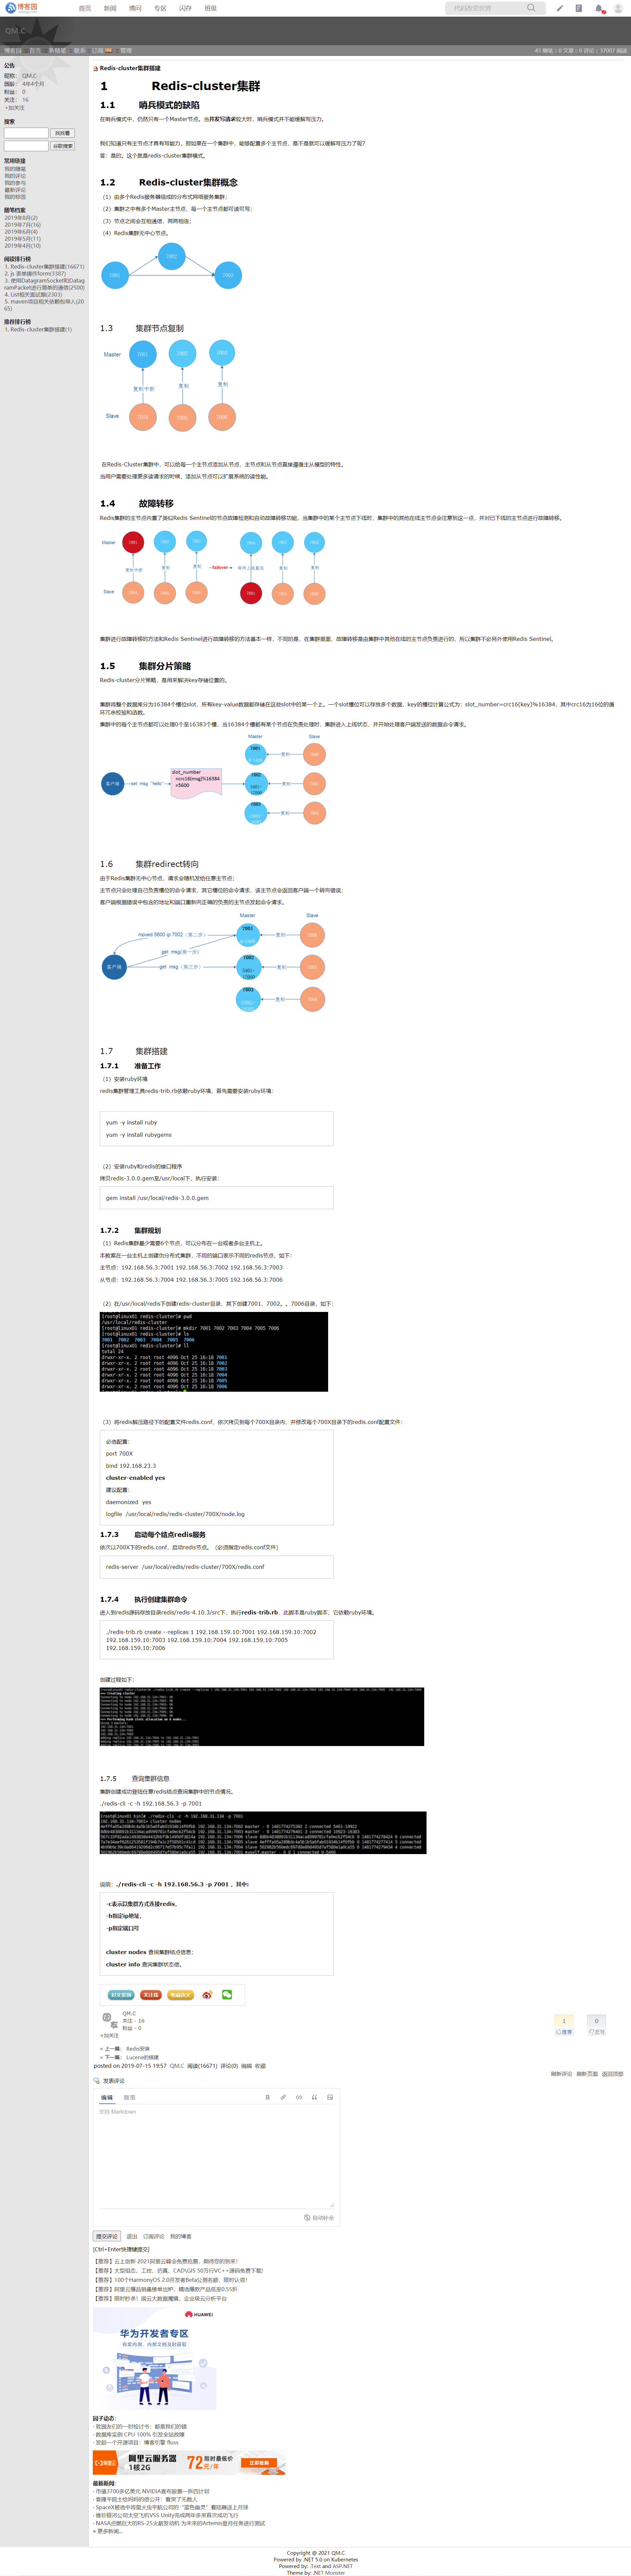 博客园
首页 新闻 博问 专区 闪存 班级
代码改变世界
QM.C
博客园 首页 新随笔 联系 订阅 管理
43 随笔 :: 0 文章 :: 0 评论 :: 37007 阅读
公告
昵称： QM.C
园龄： 4年4个月
粉丝： 0
关注： 16
+加关注
搜索
找找看
谷歌搜索
常用链接
我的随笔
我的评论
我的参与
最新评论
我的标签
随笔档案
2019年8月(2)
2019年7月(16)
2019年6月(4)
2019年5月(11)
2019年4月(10)
阅读排行榜
1. Redis-cluster集群搭建(16671)
2. js 表单操作form(3387)
3. 使用DatagramSocket和DatagramPacket进行简单的通信(2500)
4. List相关面试题(2303)
5. maven项目相关依赖包导入(2065)
推荐排行榜
1. Redis-cluster集群搭建(1)
Redis-cluster集群搭建
1 Redis-cluster集群
1.1 哨兵模式的缺陷
在哨兵模式中，仍然只有一个Master节点。当并发写请求较大时，哨兵模式并不能缓解写压力。
我们知道只有主节点才具有写能力，那如果在一个集群中，能够配置多个主节点，是不是就可以缓解写压力了呢？
答：是的。这个就是redis-cluster集群模式。
1.2 Redis-cluster集群概念
（1）由多个Redis服务器组成的分布式网络服务集群；
（2）集群之中有多个Master主节点，每一个主节点都可读可写；
（3）节点之间会互相通信，两两相连；
（4）Redis集群无中心节点。
7001 7002 7003
1.3 集群节点复制
Master 7001 7002 7003
复制中断 复制 复制
Slave 7004 7005 7006
在Redis-Cluster集群中，可以给每一个主节点添加从节点，主节点和从节点直接遵循主从模型的特性。
当用户需要处理更多读请求的时候，添加从节点可以扩展系统的读性能。
1.4 故障转移
Redis集群的主节点内置了类似Redis Sentinel的节点故障检测和自动故障转移功能，当集群中的某个主节点下线时，集群中的其他在线主节点会注意到这一点，并对已下线的主节点进行故障转移。
Master
复制中断 复制 复制 failover 复制 复制
Slave
集群进行故障转移的方法和Redis Sentinel进行故障转移的方法基本一样，不同的是，在集群里面，故障转移是由集群中其他在线的主节点负责进行的，所以集群不必另外使用Redis Sentinel。
1.5 集群分片策略
Redis-cluster分片策略，是用来解决key存储位置的。
集群将整个数据库分为16384个槽位slot，所有key-value数据都存储在这些slot中的某一个上。一个slot槽位可以存放多个数据，key的槽位计算公式为：slot_number=crc16(key)%16384，其中crc16为16位的循环冗余校验和函数。
集群中的每个主节点都可以处理0个至16383个槽，当16384个槽都有某个节点在负责处理时，集群进入上线状态，并开始处理客户端发送的数据命令请求。
Master Slave
客户端 set msg "hello"
slot_number
=crc16(msg)%16384
=5600
7001 复制
7002 复制
7003 复制
1.6 集群redirect转向
由于Redis集群无中心节点，请求会随机发给任意主节点；
主节点只会处理自己负责槽位的命令请求，其它槽位的命令请求，该主节点会返回客户端一个转向错误；
客户端根据错误中包含的地址和端口重新向正确的负责的主节点发起命令请求。
Master Slave
moved 5600 ip:7002（第二步）
get msg(第一步)
客户端 get msg（第三步）
7001 复制
7002 复制
7003 复制
1.7 集群搭建
1.7.1 准备工作
（1）安装ruby环境
redis集群管理工具redis-trib.rb依赖ruby环境，首先需要安装ruby环境：
yum -y install ruby
yum -y install rubygems
（2）安装ruby和redis的接口程序
拷贝redis-3.0.0.gem至/usr/local下，执行安装：
gem install /usr/local/redis-3.0.0.gem
1.7.2 集群规划
（1）Redis集群最少需要6个节点，可以分布在一台或者多台主机上。
本教案在一台主机上创建伪分布式集群，不同的端口表示不同的redis节点，如下：
主节点：192.168.56.3:7001 192.168.56.3:7002 192.168.56.3:7003
从节点：192.168.56.3:7004 192.168.56.3:7005 192.168.56.3:7006
（2）在/usr/local/redis下创建redis-cluster目录，其下创建7001、7002。。7006目录，如下：
[root@linux01 redis-cluster]# pwd
/usr/local/redis-cluster
[root@linux01 redis-cluster]# mkdir 7001 7002 7003 7004 7005 7006
[root@linux01 redis-cluster]# ls
7001 7002 7003 7004 7005 7006
[root@linux01 redis-cluster]# ll
total 24
drwxr-xr-x. 2 root root 4096 Oct 25 16:18 7001
drwxr-xr-x. 2 root root 4096 Oct 25 16:18 7002
drwxr-xr-x. 2 root root 4096 Oct 25 16:18 7003
drwxr-xr-x. 2 root root 4096 Oct 25 16:18 7004
drwxr-xr-x. 2 root root 4096 Oct 25 16:18 7005
drwxr-xr-x. 2 root root 4096 Oct 25 16:18 7006
（3）将redis解压路径下的配置文件redis.conf，依次拷贝到每个700X目录内，并修改每个700X目录下的redis.conf配置文件：
必选配置：
port 700X
bind 192.168.23.3
cluster-enabled yes
建议配置：
daemonized yes
logfile /usr/local/redis/redis-cluster/700X/node.log
1.7.3 启动每个结点redis服务
依次以700X下的redis.conf，启动redis节点。（必须指定redis.conf文件）
redis-server /usr/local/redis/redis-cluster/700X/redis.conf
1.7.4 执行创建集群命令
进入到redis源码存放目录redis/redis-4.10.3/src下，执行redis-trib.rb，此脚本是ruby脚本，它依赖ruby环境。
./redis-trib.rb create --replicas 1 192.168.159.10:7001 192.168.159.10:7002
192.168.159.10:7003 192.168.159.10:7004 192.168.159.10:7005
192.168.159.10:7006
创建过程如下：
1.7.5 查询集群信息
集群创建成功登陆任意redis结点查询集群中的节点情况。
./redis-cli -c -h 192.168.56.3 -p 7001
说明：./redis-cli -c -h 192.168.56.3 -p 7001 ，其中：
-c表示以集群方式连接redis，
-h指定ip地址，
-p指定端口号
cluster nodes 查询集群结点信息；
cluster info 查询集群状态信。
好文要顶 关注我 收藏该文
QM.C
关注 - 16
粉丝 - 0
+加关注
1 推荐
0 反对
« 上一篇： Redis安装
» 下一篇： Lucene的搭建
posted on 2019-07-15 19:57 QM.C 阅读(16671) 评论(0) 编辑 收藏
刷新评论 刷新页面 返回顶部
发表评论
编辑 预览
支持 Markdown
自动补全
提交评论 退出 订阅评论 我的博客
[Ctrl+Enter快捷键提交]
【推荐】云上创新 2021阿里云峰会免费抢票，期待您的到来！
【推荐】大型组态、工控、仿真、CAD\GIS 50万行VC++源码免费下载!
【推荐】100个HarmonyOS 2.0开发者Beta公测名额，限时认领！
【推荐】阿里云爆品销量榜单出炉，精选爆款产品低至0.55折
【推荐】限时秒杀！国云大数据魔镜，企业级云分析平台
HUAWEI
华为开发者专区
有奖内测、内部文档及时获取
园子动态：
· 致园友们的一封检讨书：都是我们的错
· 数据库实例 CPU 100% 引发全站故障
· 发起一个开源项目：博客引擎 fluss
阿里云服务器
1核2G
72元/年
限时最低价
立即抢购
最新新闻：
· 市值3700多亿美元 NVIDIA宣布股票一拆四计划
· 袁隆平院士给妈妈的信公开：看哭了无数人
· SpaceX被选中将萤火虫宇航公司的“蓝色幽灵”着陆器送上月球
· 维珍银河公司太空飞机VSS Unity完成两年多来首次成功飞行
· NASA点燃巨大的RS-25火箭发动机 为未来的Artemis登月任务进行测试
» 更多新闻...
Copyright © 2021 QM.C
Powered by .NET 5.0 on Kubernetes
Powered by: .Text and ASP.NET
Theme by: .NET Monster